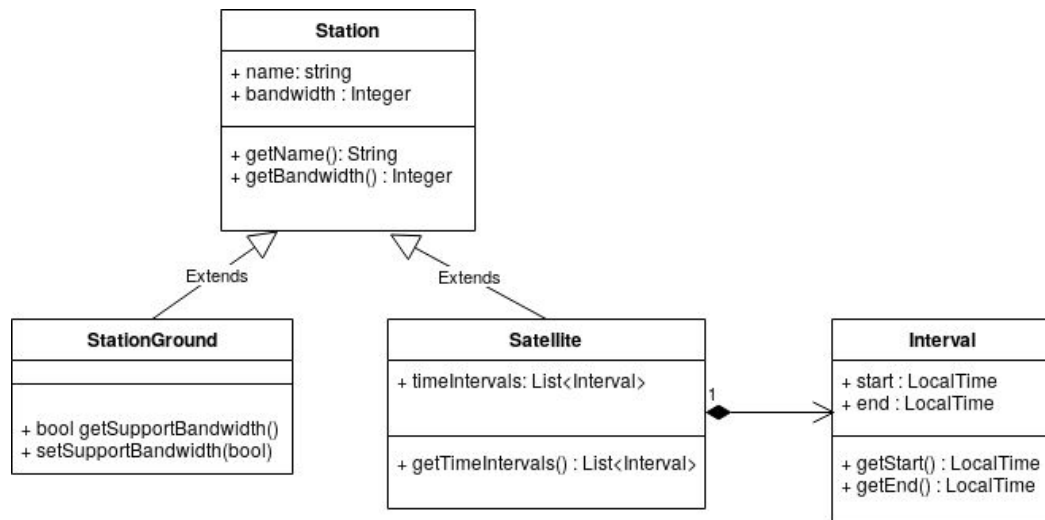 Station
+ name: string
+ bandwidth : Integer
+ getName(): String
+ getBandwidth() : Integer
Extends
Extends
StationGround
+ bool getSupportBandwidth()
+ setSupportBandwidth(bool)
Satellite
+ timeIntervals: List<Interval>
+ getTimeIntervals() : List<Interval>
1
Interval
+ start : LocalTime
+ end : LocalTime
+ getStart() : LocalTime
+ getEnd() : LocalTime